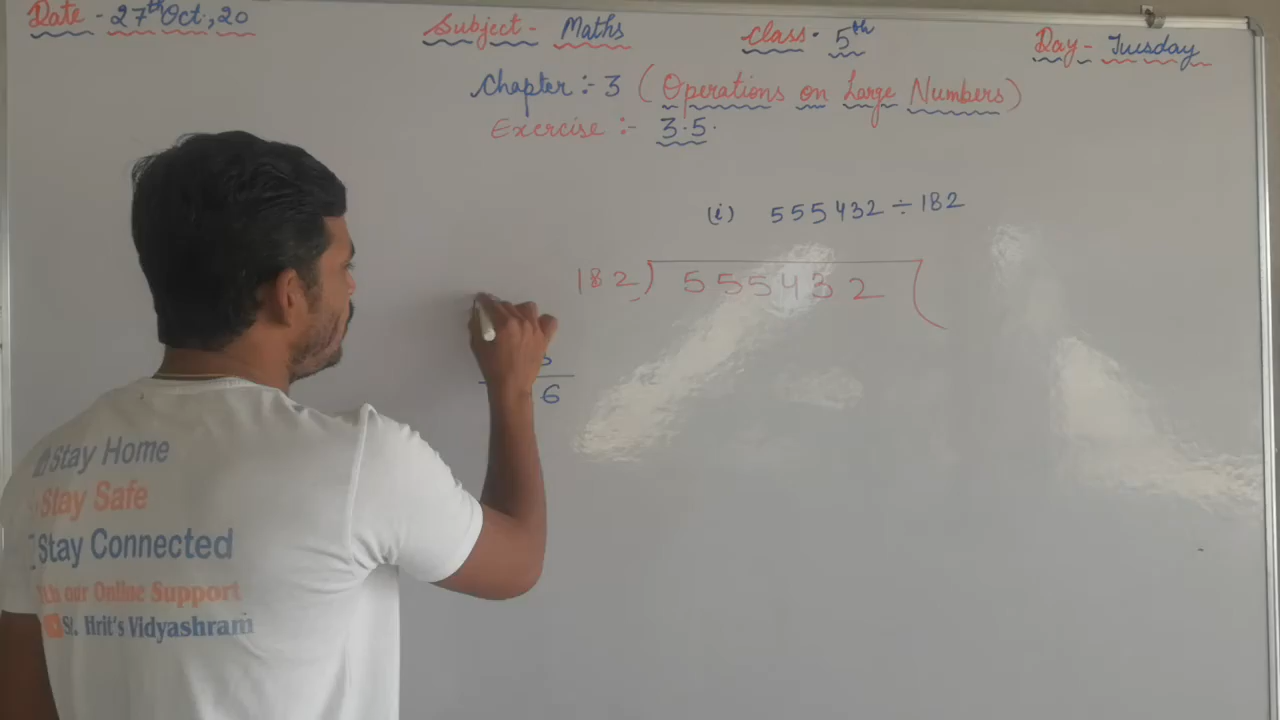 Date - 27th Oct, 20 Subject - Maths Class - 5th Day - Tuesday
Chapter :- 3 (Operations on Large Numbers)
Exercise :- 3.5.
(i) 555432 ÷ 182
182) 555432 (
6
Stay Home
Stay Safe
Stay Connected
our Online Support
St. Hrit's Vidyashram